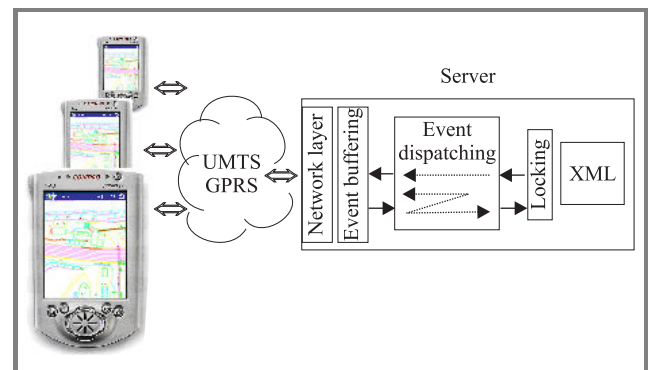 Server
UMTS
GPRS
Network layer
Event buffering
Event
dispatching
Locking
XML